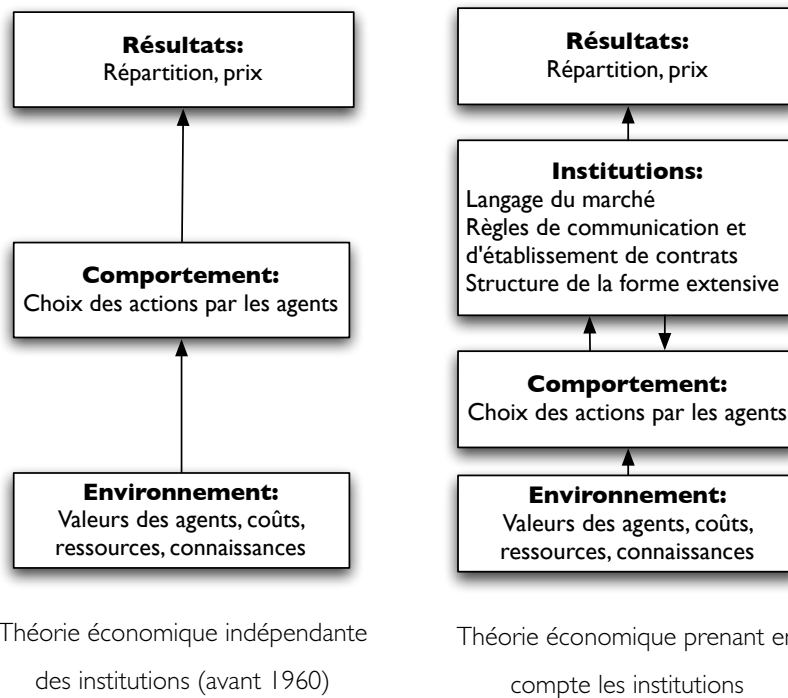 Résultats:
Répartition, prix
Comportement:
Choix des actions par les agents
Environnement:
Valeurs des agents, coûts,
ressources, connaissances
Théorie économique indépendante
des institutions (avant 1960)
Résultats:
Répartition, prix
Institutions:
Langage du marché
Règles de communication et
d'établissement de contrats
Structure de la forme extensive
Comportement:
Choix des actions par les agents
Environnement:
Valeurs des agents, coûts,
ressources, connaissances
Théorie économique prenant en
compte les institutions